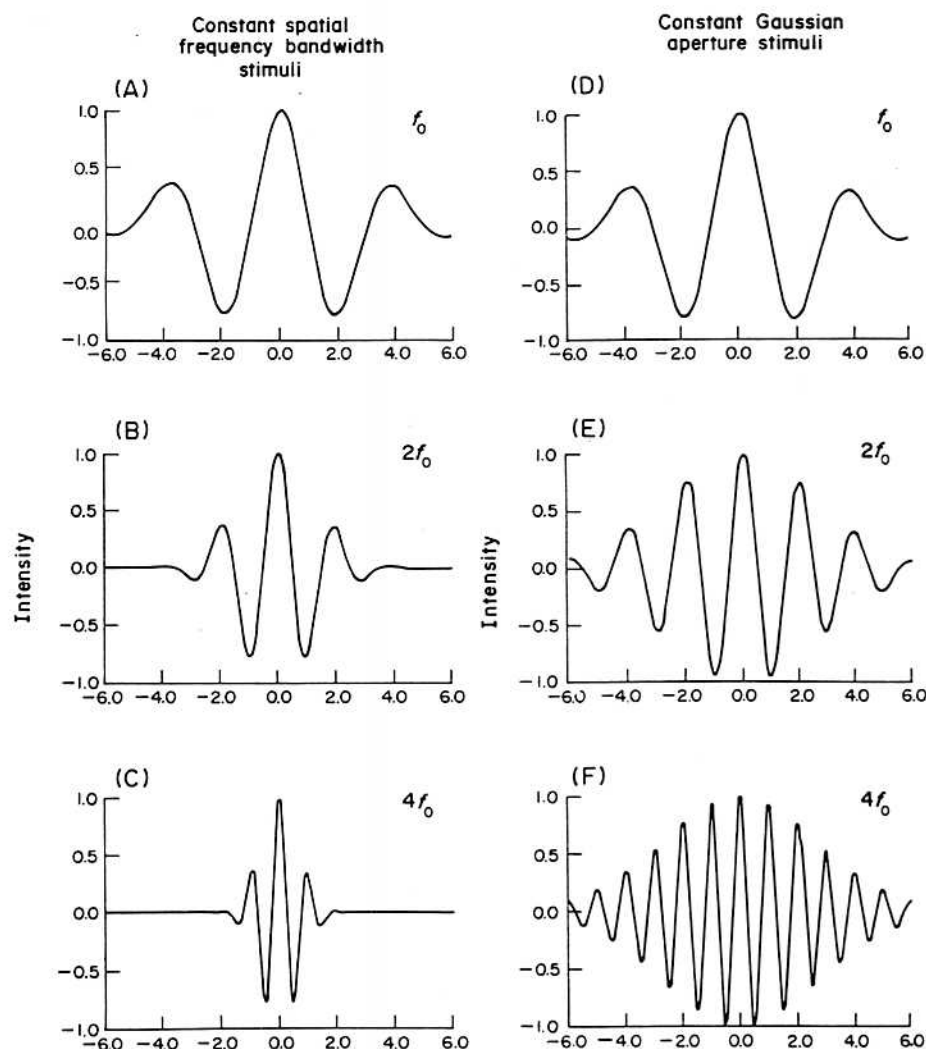 Constant spatial
frequency bandwidth
stimuli
Constant Gaussian
aperture stimuli
(A)
f₀
1.0
0.5
0.0
−0.5
−1.0
−6.0 −4.0 −2.0 0.0 2.0 4.0 6.0
(D)
f₀
1.0
0.5
0.0
−0.5
−1.0
−6.0 −4.0 −2.0 0.0 2.0 4.0 6.0
(B)
2f₀
1.0
0.5
0.0
−0.5
−1.0
−6.0 −4.0 −2.0 0.0 2.0 4.0 6.0
Intensity
(E)
2f₀
1.0
0.5
0.0
−0.5
−1.0
−6.0 −4.0 −2.0 0.0 2.0 4.0 6.0
Intensity
(C)
4f₀
1.0
0.5
0.0
−0.5
−1.0
−6.0 −4.0 −2.0 0.0 2.0 4.0 6.0
(F)
4f₀
1.0
0.5
0.0
−0.5
−1.0
−6.0 −4.0 −2.0 0.0 2.0 4.0 6.0